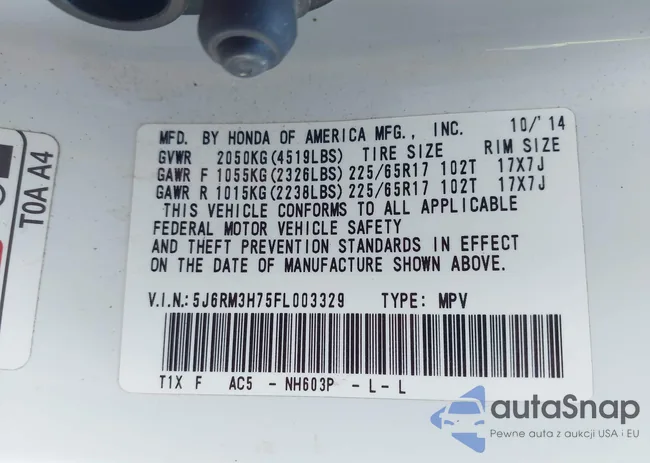 MFD. BY HONDA OF AMERICA MFG., INC. 10/'14
GVWR 2050KG(4519LBS) TIRE SIZE RIM SIZE
GAWR F 1055KG(2326LBS) 225/65R17 102T 17X7J
GAWR R 1015KG(2238LBS) 225/65R17 102T 17X7J
THIS VEHICLE CONFORMS TO ALL APPLICABLE
FEDERAL MOTOR VEHICLE SAFETY
AND THEFT PREVENTION STANDARDS IN EFFECT
ON THE DATE OF MANUFACTURE SHOWN ABOVE.
V.I.N.:5J6RM3H75FL003329 TYPE: MPV
T1X F AC5 - NH603P - L - L
T0A A4
autaSnap
Pewne auta z aukcji USA i EU